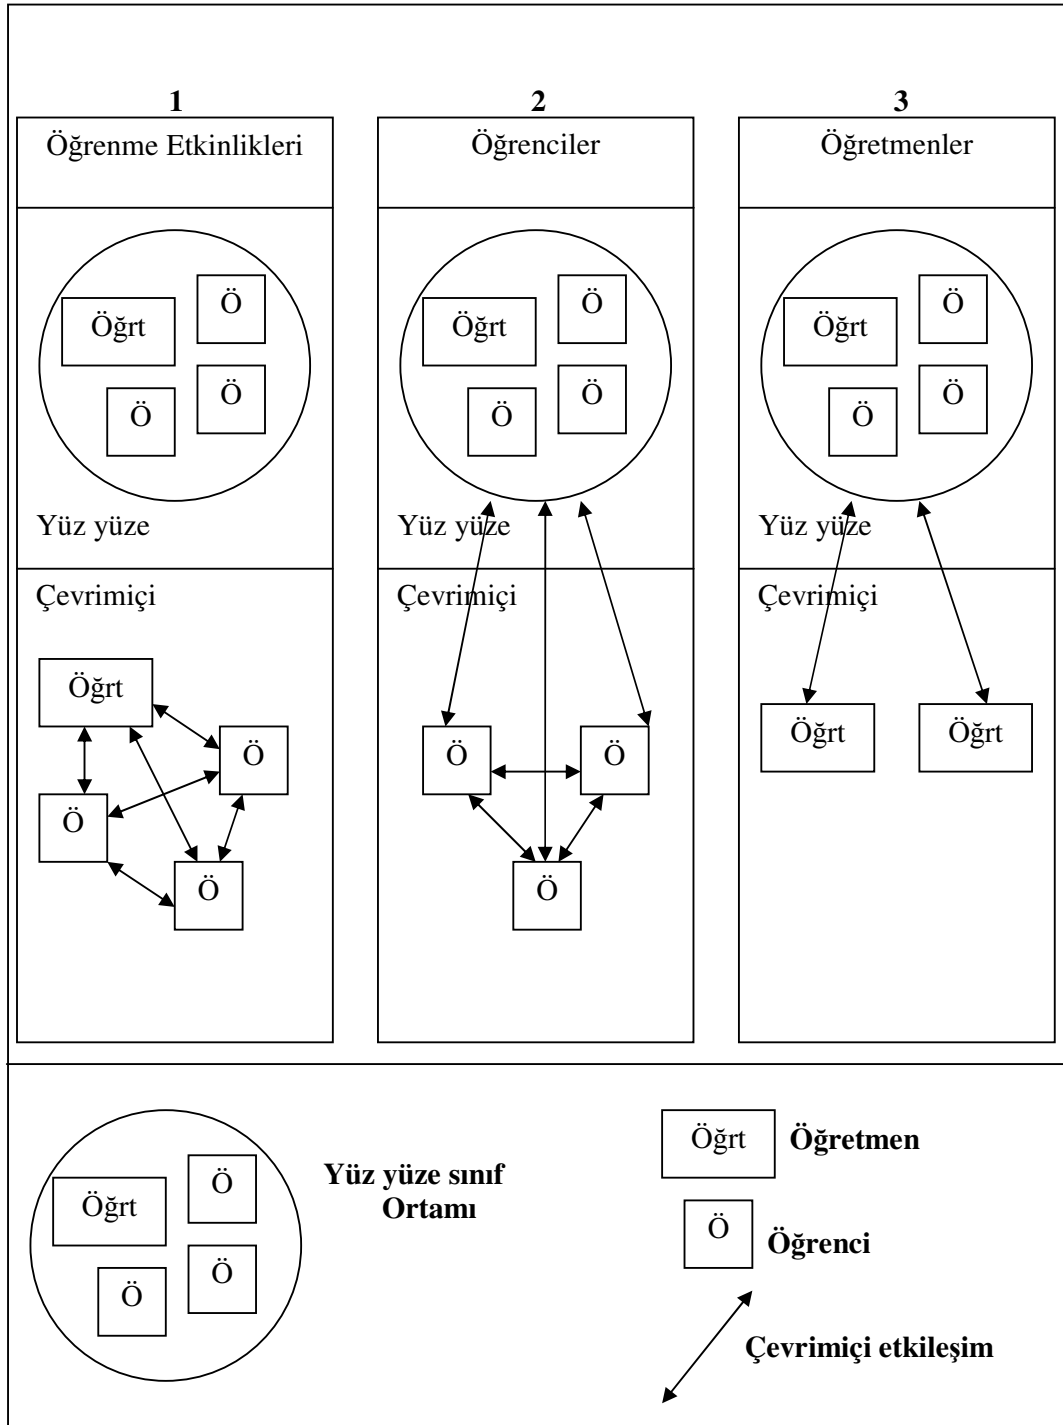 1
Öğrenme Etkinlikleri
Öğrt
Ö
Ö
Ö
Yüz yüze
Çevrimiçi
Öğrt
Ö
Ö
Ö
2
Öğrenciler
Öğrt
Ö
Ö
Ö
Yüz yüze
Çevrimiçi
Ö
Ö
Ö
3
Öğretmenler
Öğrt
Ö
Ö
Ö
Yüz yüze
Çevrimiçi
Öğrt
Öğrt
Öğrt
Ö
Ö
Ö
Yüz yüze sınıf
Ortamı
Öğrt
Öğretmen
Ö
Öğrenci
Çevrimiçi etkileşim